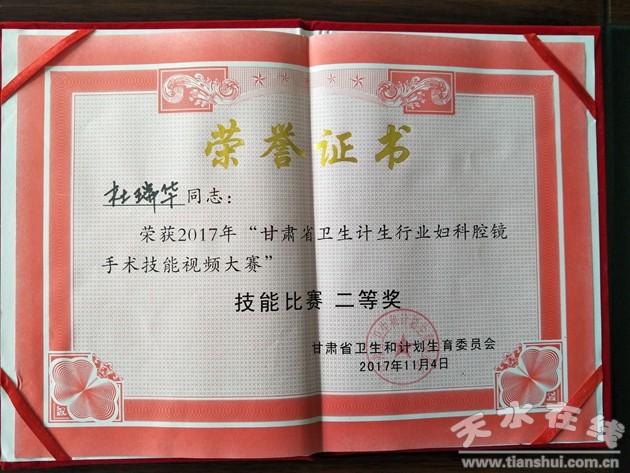 荣誉证书
杜瑞华同志：
荣获2017年“甘肃省卫生计生行业妇科腔镜
手术技能视频大赛”
技能比赛 二等奖
甘肃省卫生和计划生育委员会
2017年11月4日
天水在线
www.tianshui.com.cn